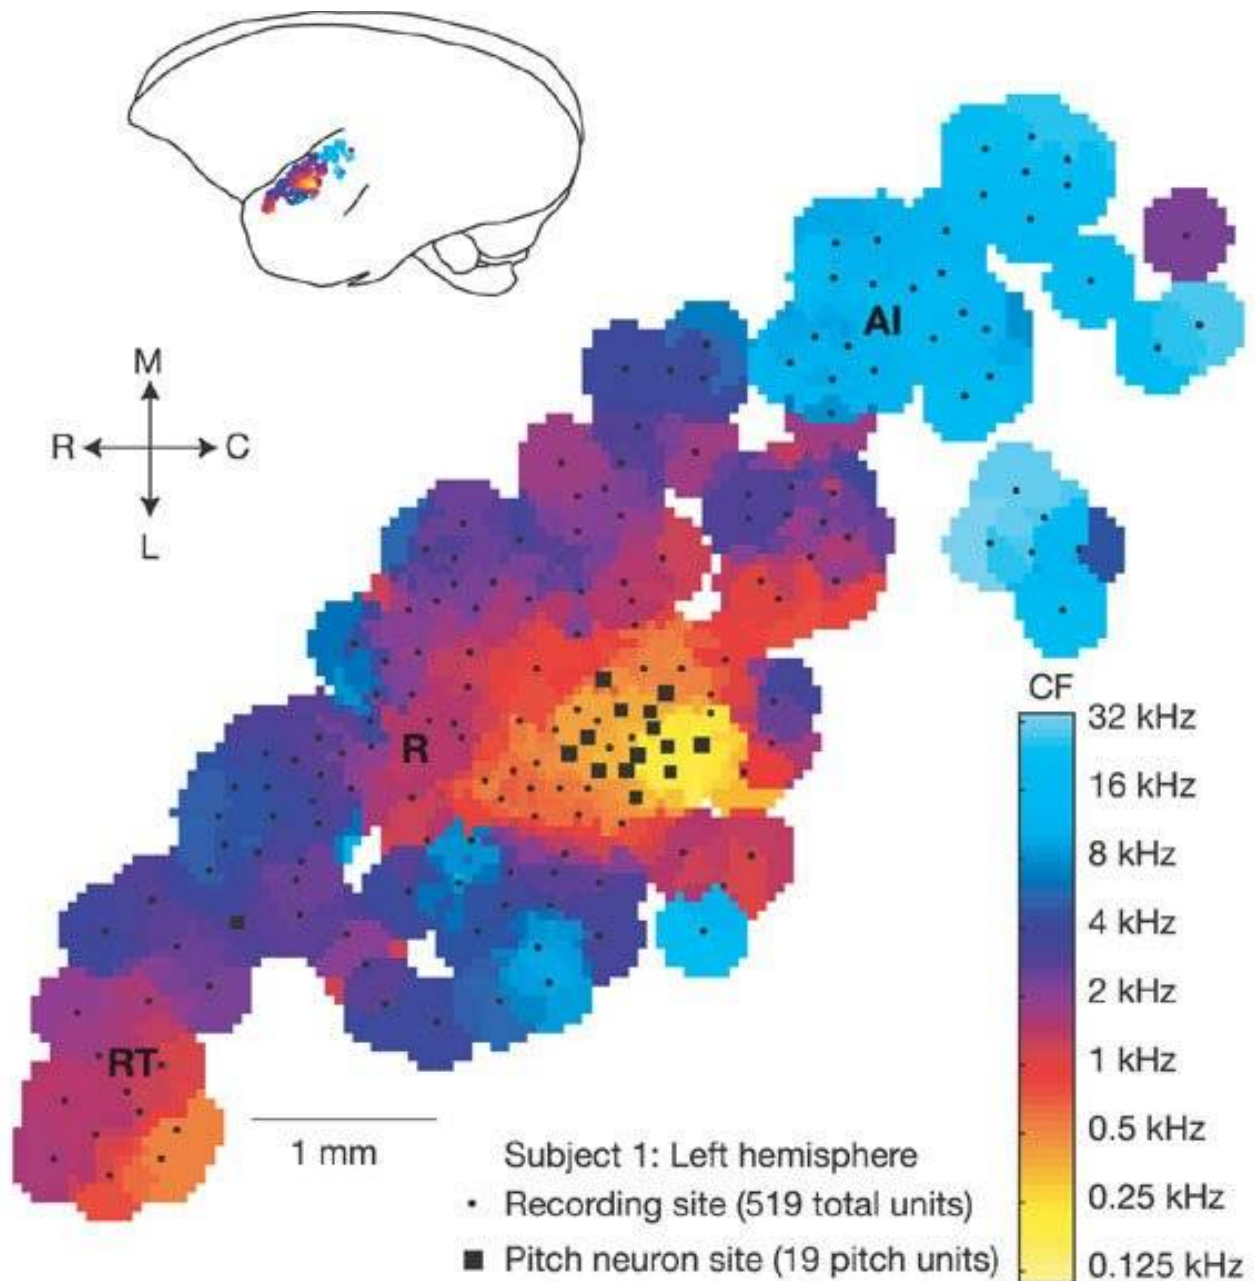 M
R C
L
AI
R
RT
CF
32 kHz
16 kHz
8 kHz
4 kHz
2 kHz
1 kHz
0.5 kHz
0.25 kHz
0.125 kHz
1 mm
Subject 1: Left hemisphere
Recording site (519 total units)
Pitch neuron site (19 pitch units)